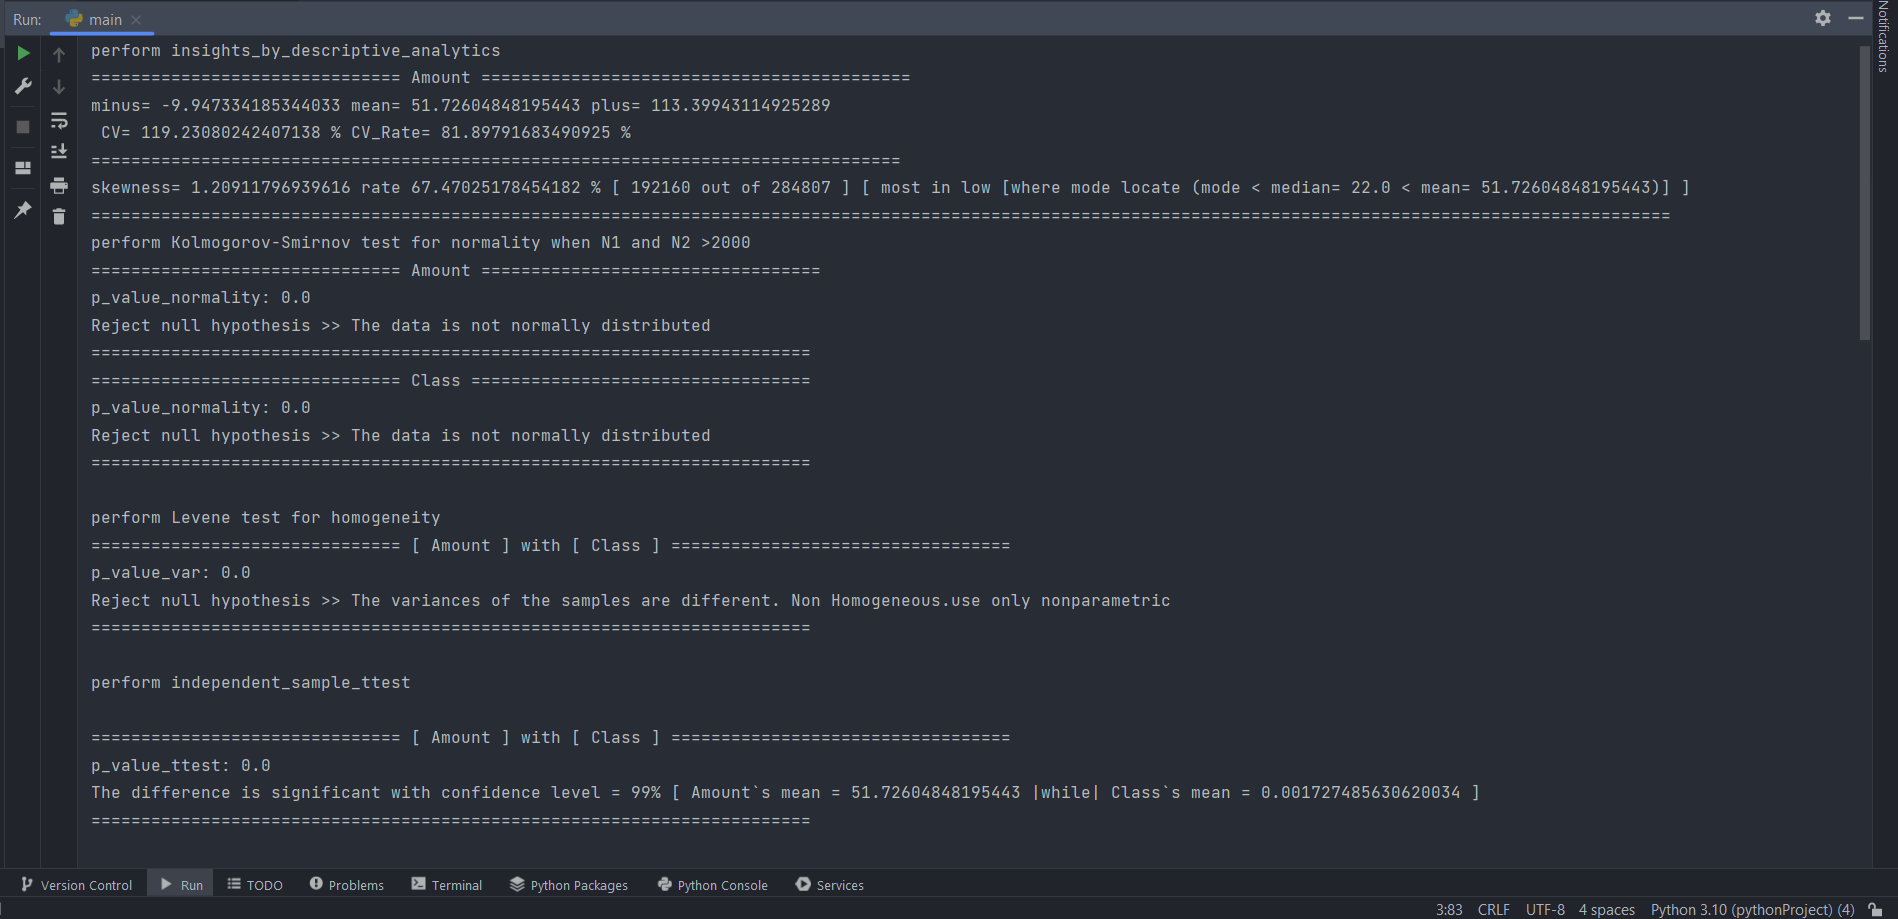 Run: main
Notifications
perform insights_by_descriptive_analytics
=============================== Amount ===========================================
minus= -9.947334185344033 mean= 51.72604848195443 plus= 113.39943114925289
CV= 119.23080242407138 % CV_Rate= 81.89791683490925 %
=================================================================================
skewness= 1.20911796939616 rate 67.47025178454182 % [ 192160 out of 284807 ] [ most in low [where mode locate (mode < median= 22.0 < mean= 51.72604848195443)] ]
==============================================================================================================================================================
perform Kolmogorov-Smirnov test for normality when N1 and N2 >2000
=============================== Amount ==================================
p_value_normality: 0.0
Reject null hypothesis >> The data is not normally distributed
========================================================================
=============================== Class ==================================
p_value_normality: 0.0
Reject null hypothesis >> The data is not normally distributed
========================================================================
perform Levene test for homogeneity
=============================== [ Amount ] with [ Class ] ==================================
p_value_var: 0.0
Reject null hypothesis >> The variances of the samples are different. Non Homogeneous.use only nonparametric
========================================================================
perform independent_sample_ttest
=============================== [ Amount ] with [ Class ] ==================================
p_value_ttest: 0.0
The difference is significant with confidence level = 99% [ Amount`s mean = 51.72604848195443 |while| Class`s mean = 0.001727485630620034 ]
========================================================================
Version Control Run TODO Problems Terminal Python Packages Python Console Services
3:83 CRLF UTF-8 4 spaces Python 3.10 (pythonProject) (4)